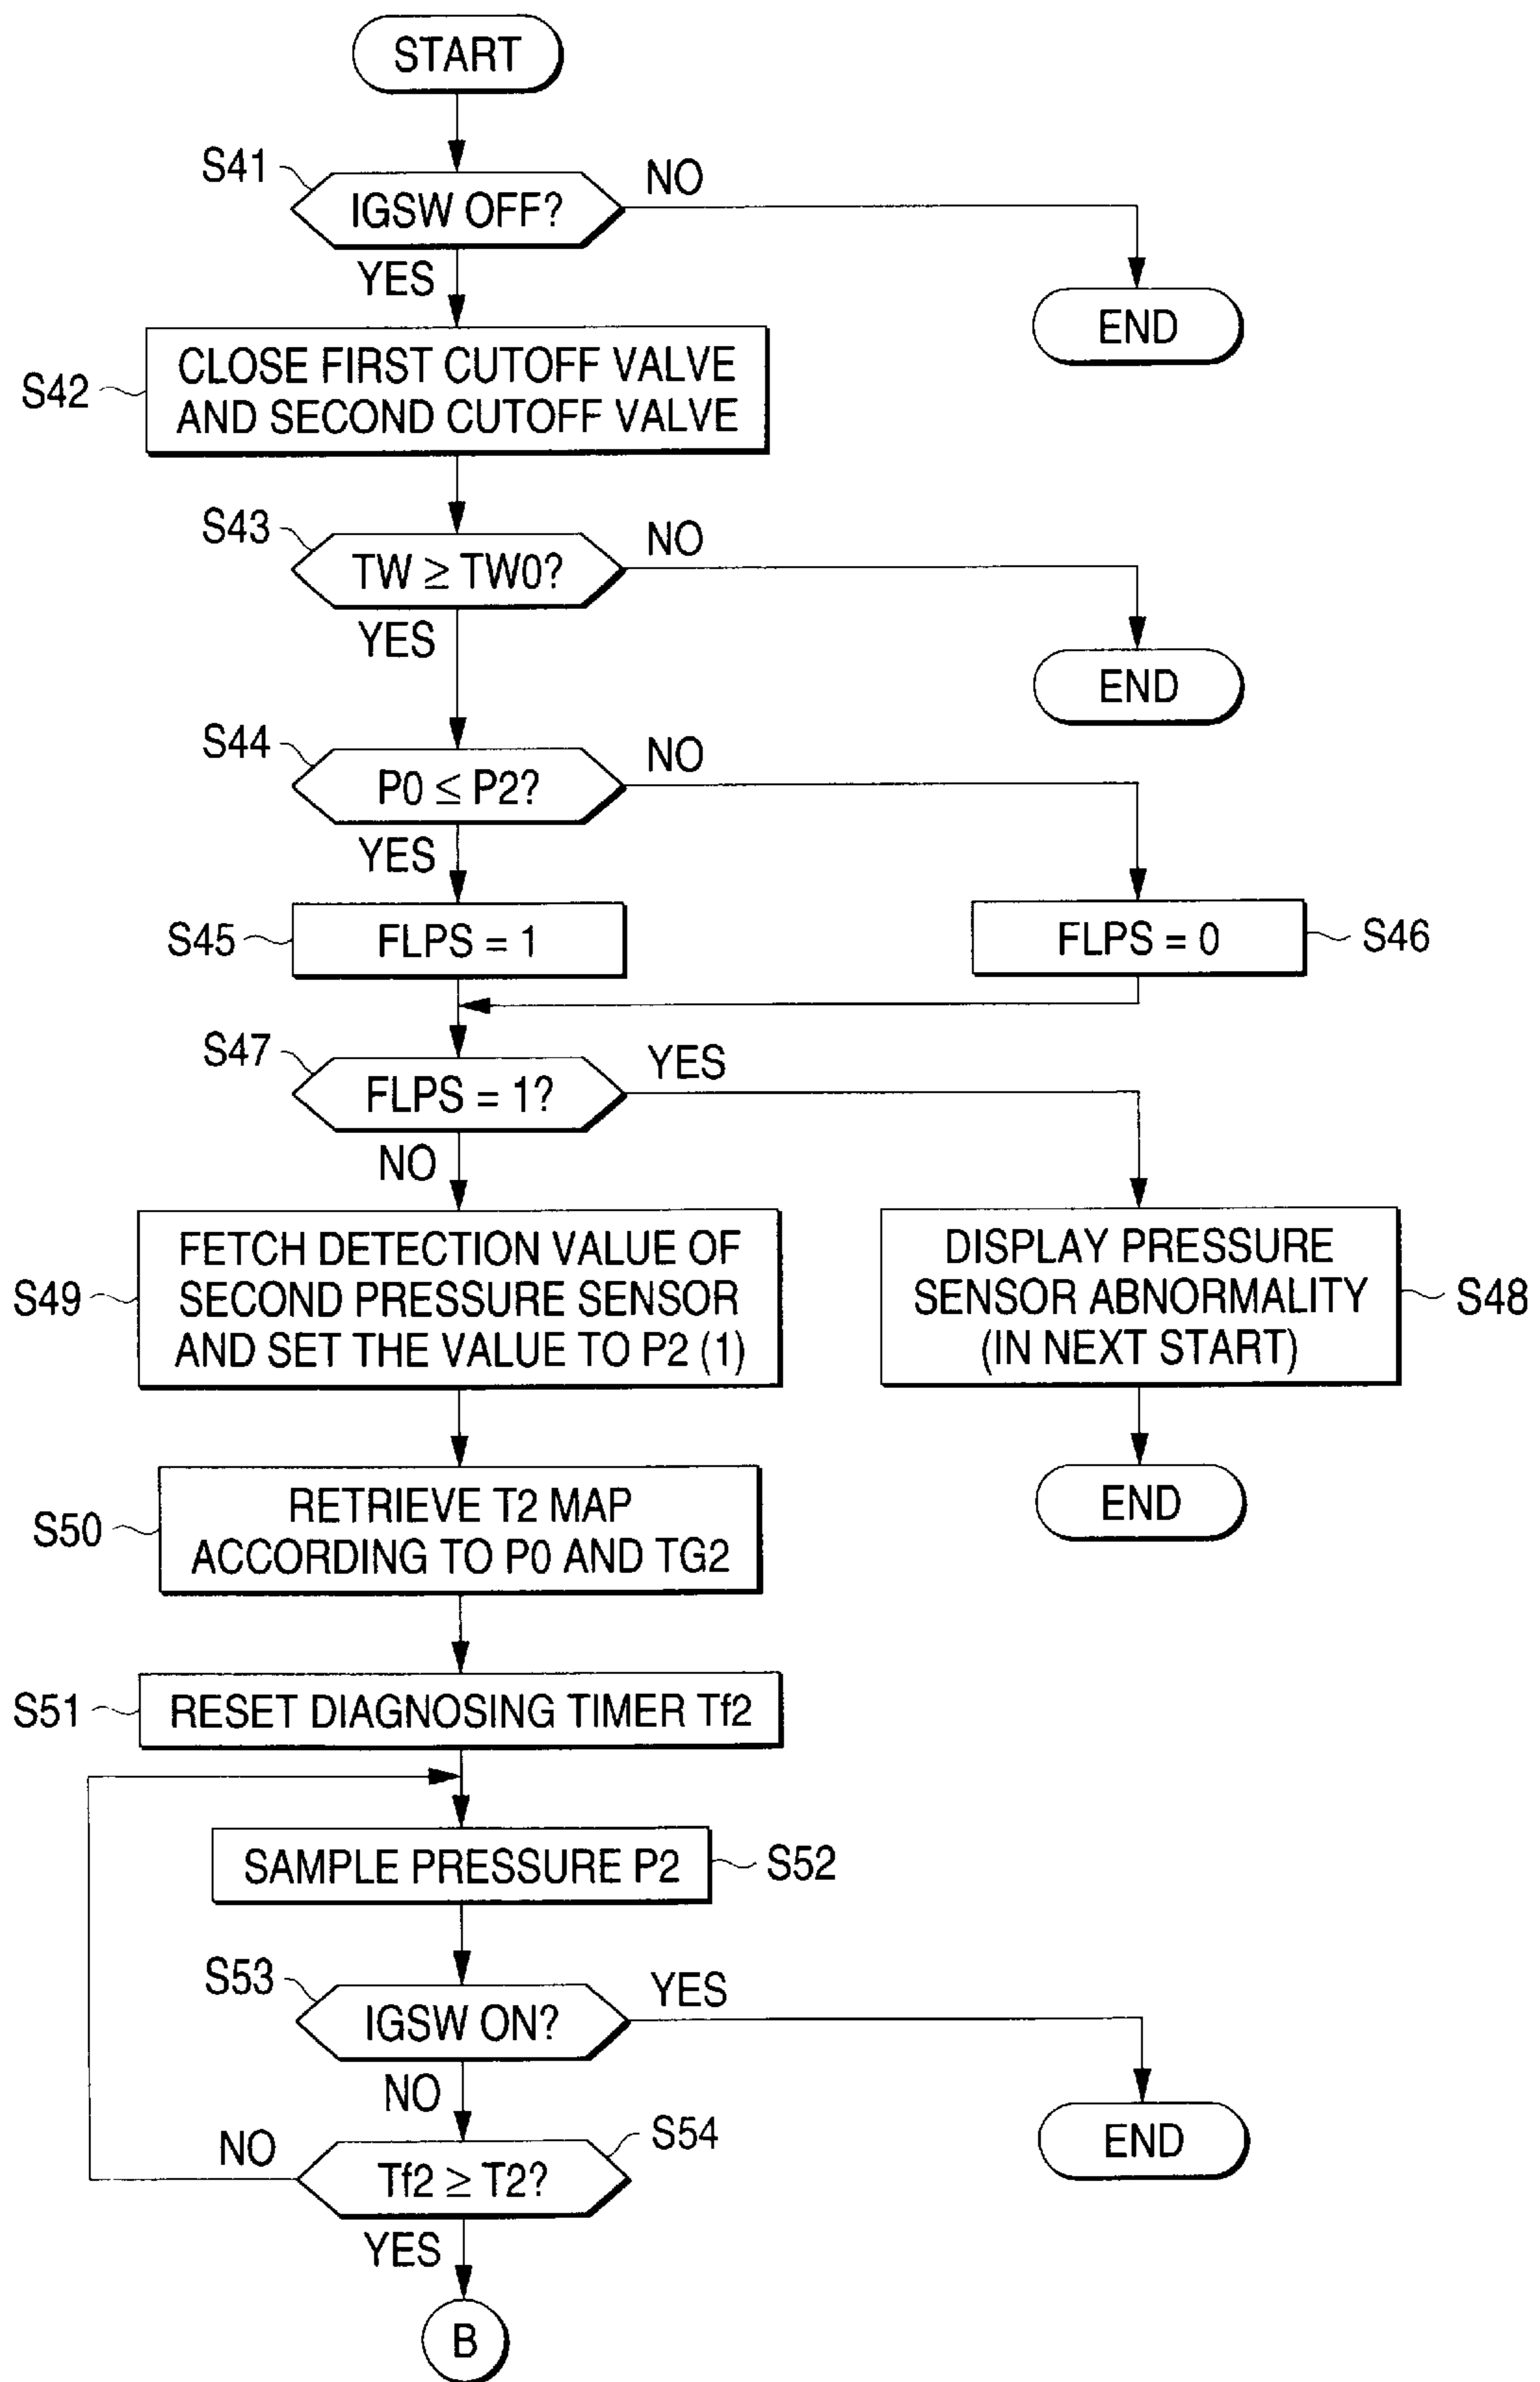 START
S41
IGSW OFF?
NO
YES
END
S42
CLOSE FIRST CUTOFF VALVE
AND SECOND CUTOFF VALVE
S43
TW ≥ TW0?
NO
YES
END
S44
P0 ≤ P2?
NO
YES
S45
FLPS = 1
FLPS = 0
S46
S47
FLPS = 1?
YES
NO
S49
FETCH DETECTION VALUE OF
SECOND PRESSURE SENSOR
AND SET THE VALUE TO P2 (1)
DISPLAY PRESSURE
SENSOR ABNORMALITY
(IN NEXT START)
S48
END
S50
RETRIEVE T2 MAP
ACCORDING TO P0 AND TG2
S51
RESET DIAGNOSING TIMER Tf2
SAMPLE PRESSURE P2
S52
S53
IGSW ON?
YES
NO
END
S54
NO
Tf2 ≥ T2?
YES
B